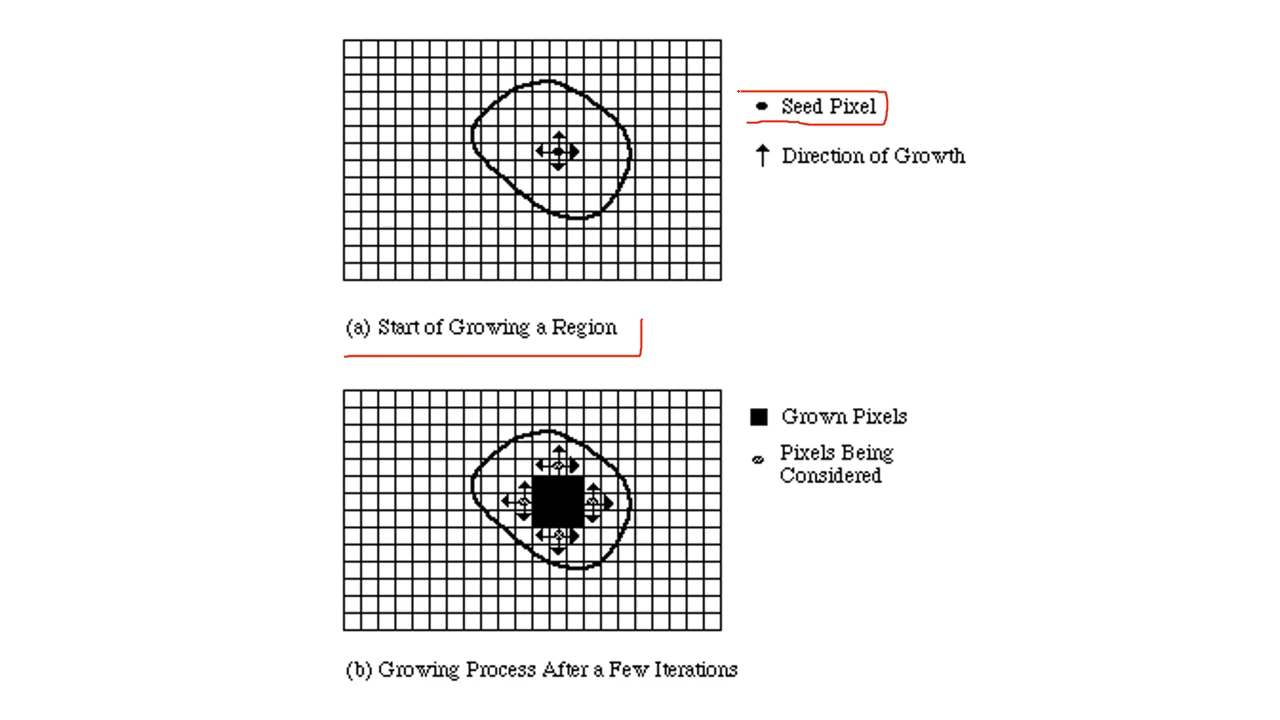 Seed Pixel
Direction of Growth
(a) Start of Growing a Region
Grown Pixels
Pixels Being
Considered
(b) Growing Process After a Few Iterations